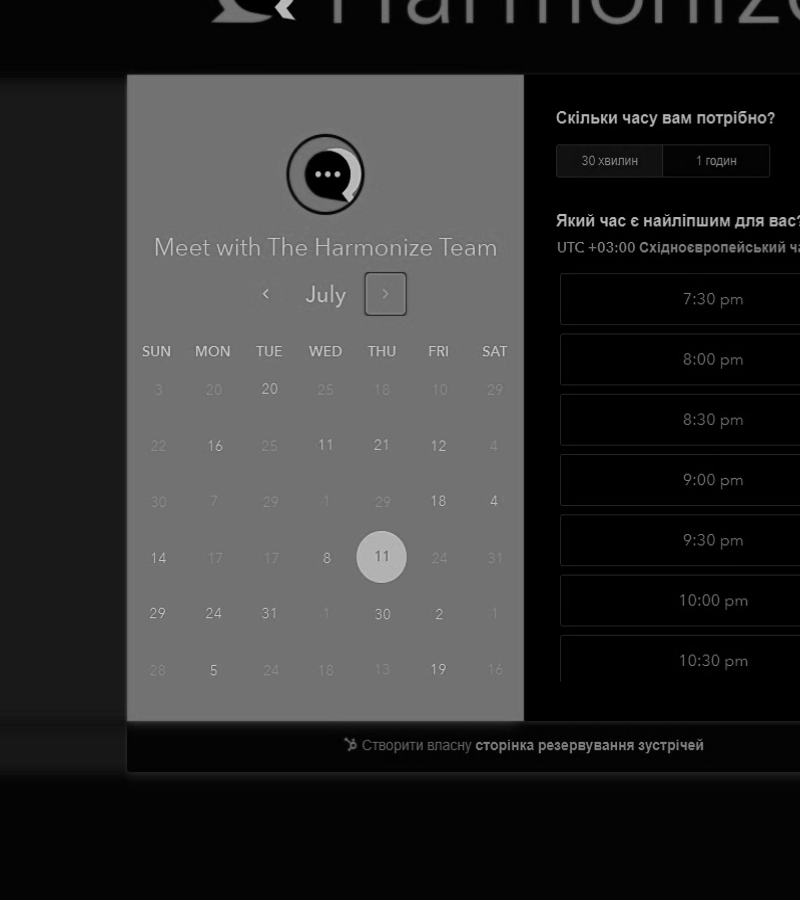 Harmonize
Meet with The Harmonize Team
July
SUN MON TUE WED THU FRI SAT
3 20 20 25 18 10 29
22 16 25 11 21 12 4
30 7 29 1 29 18 4
14 17 17 8 11 24 31
29 24 31 1 30 2 1
28 5 24 18 13 19 16
Скільки часу вам потрібно?
30 хвилин 1 годин
Який час є найліпшим для вас?
UTC +03:00 Східноєвропейський ча
7:30 pm
8:00 pm
8:30 pm
9:00 pm
9:30 pm
10:00 pm
10:30 pm
Створити власну сторінка резервування зустрічей